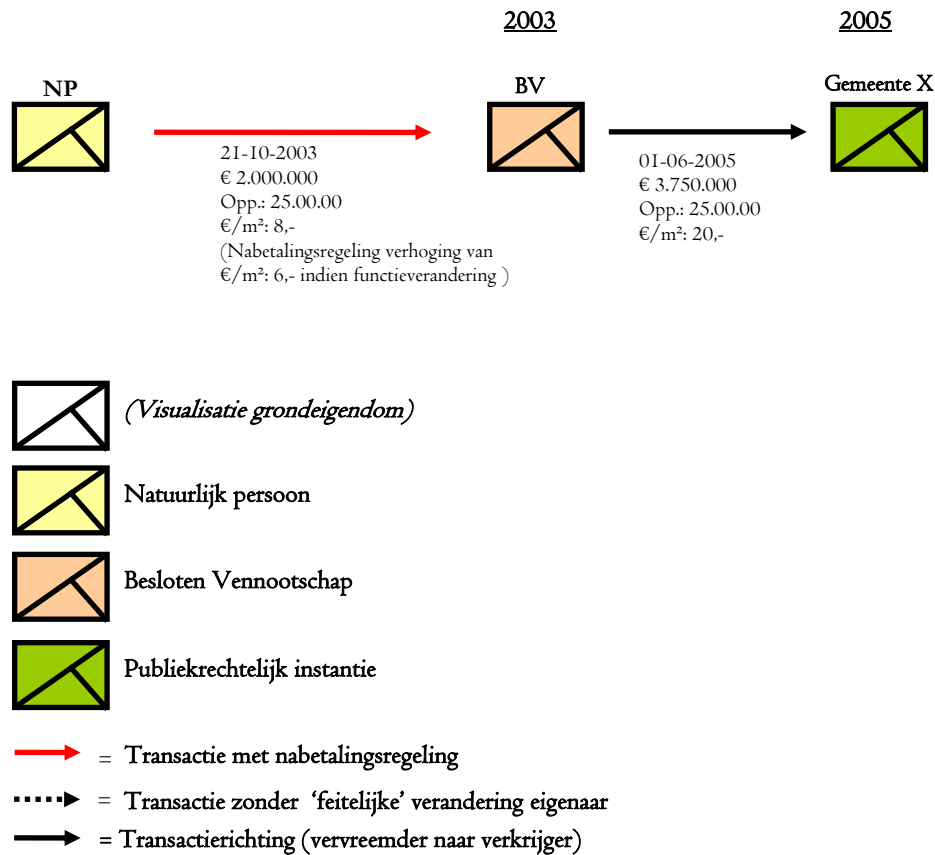 2003
2005
NP
BV
Gemeente X
21-10-2003
€ 2.000.000
Opp.: 25.00.00
€/m²: 8,-
(Nabetalingsregeling verhoging van
€/m²: 6,- indien functieverandering )
01-06-2005
€ 3.750.000
Opp.: 25.00.00
€/m²: 20,-
(Visualisatie grondeigendom)
Natuurlijk persoon
Besloten Vennootschap
Publiekrechtelijk instantie
= Transactie met nabetalingsregeling
= Transactie zonder ‘feitelijke’ verandering eigenaar
= Transactierichting (vervreemder naar verkrijger)